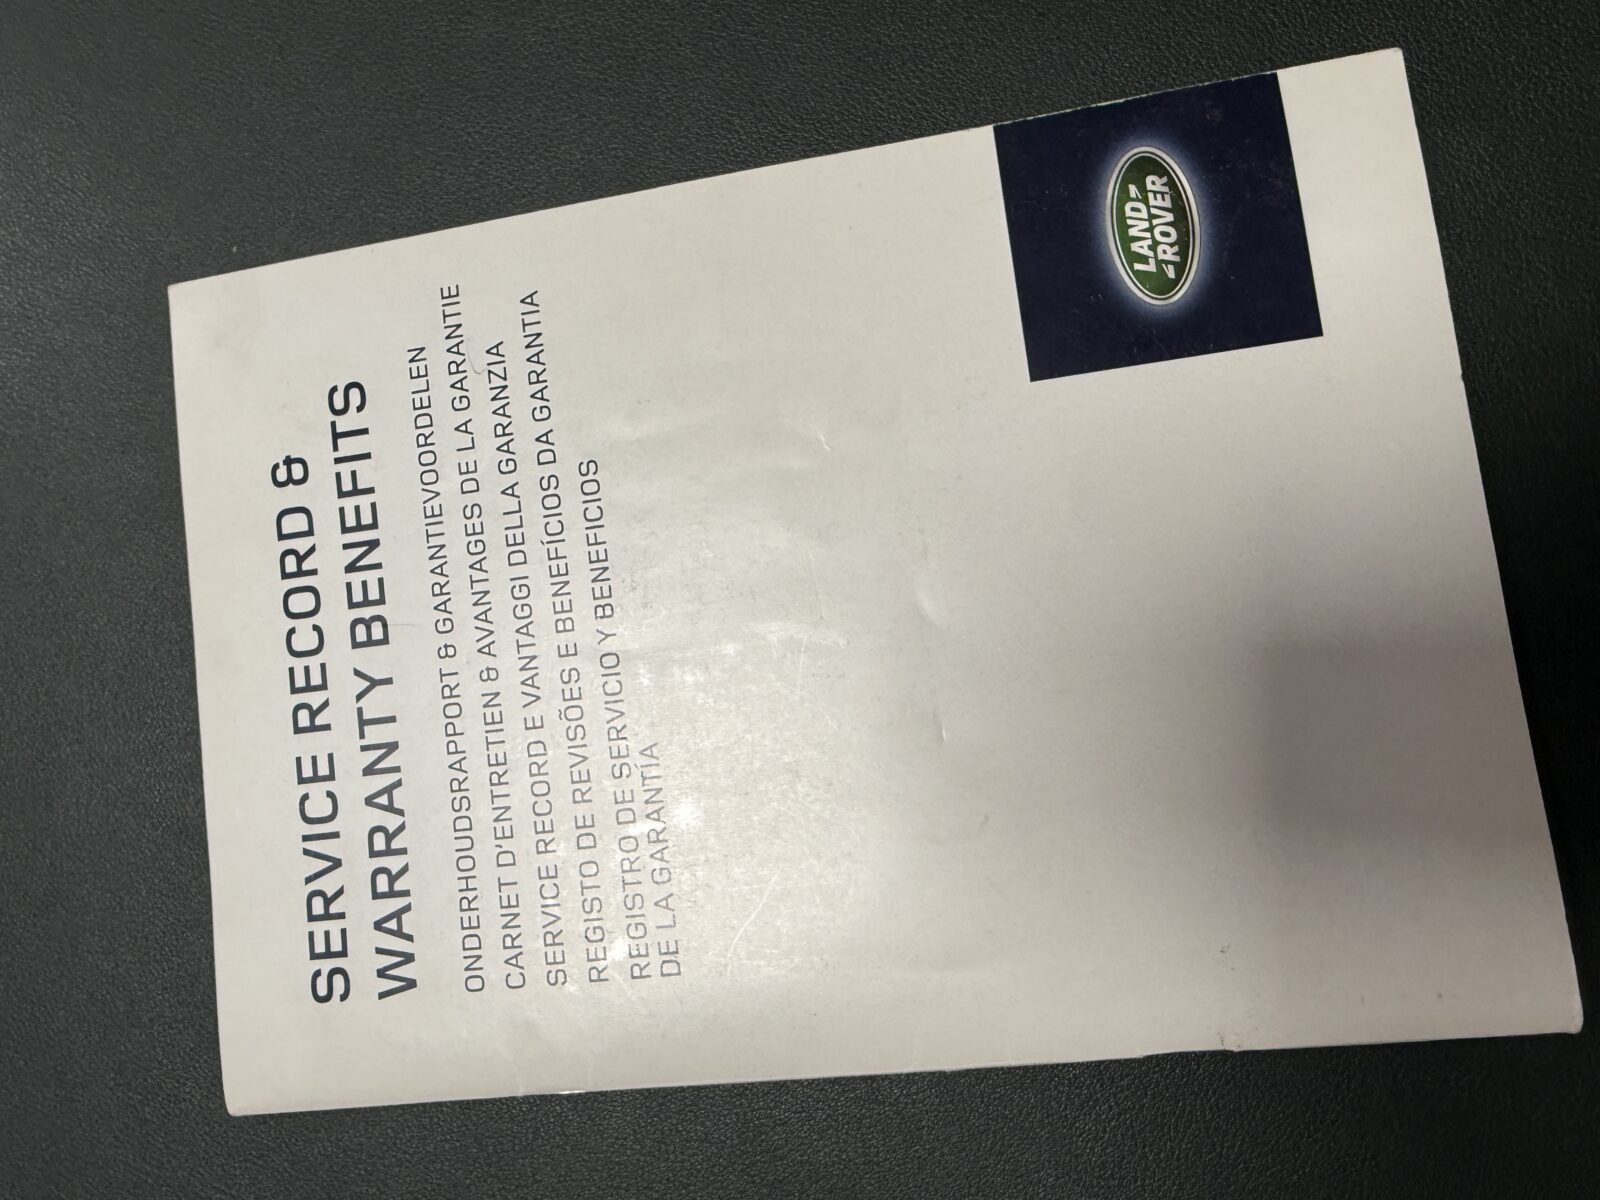 SERVICE RECORD &
WARRANTY BENEFITS
ONDERHOUDSRAPPORT & GARANTIEVOORDELEN
CARNET D'ENTRETIEN & AVANTAGES DE LA GARANTIE
SERVICE RECORD E VANTAGGI DELLA GARANZIA
REGISTO DE REVISÕES E BENEFÍCIOS DA GARANTIA
REGISTRO DE SERVICIO Y BENEFICIOS
DE LA GARANTÍA
LAND
ROVER